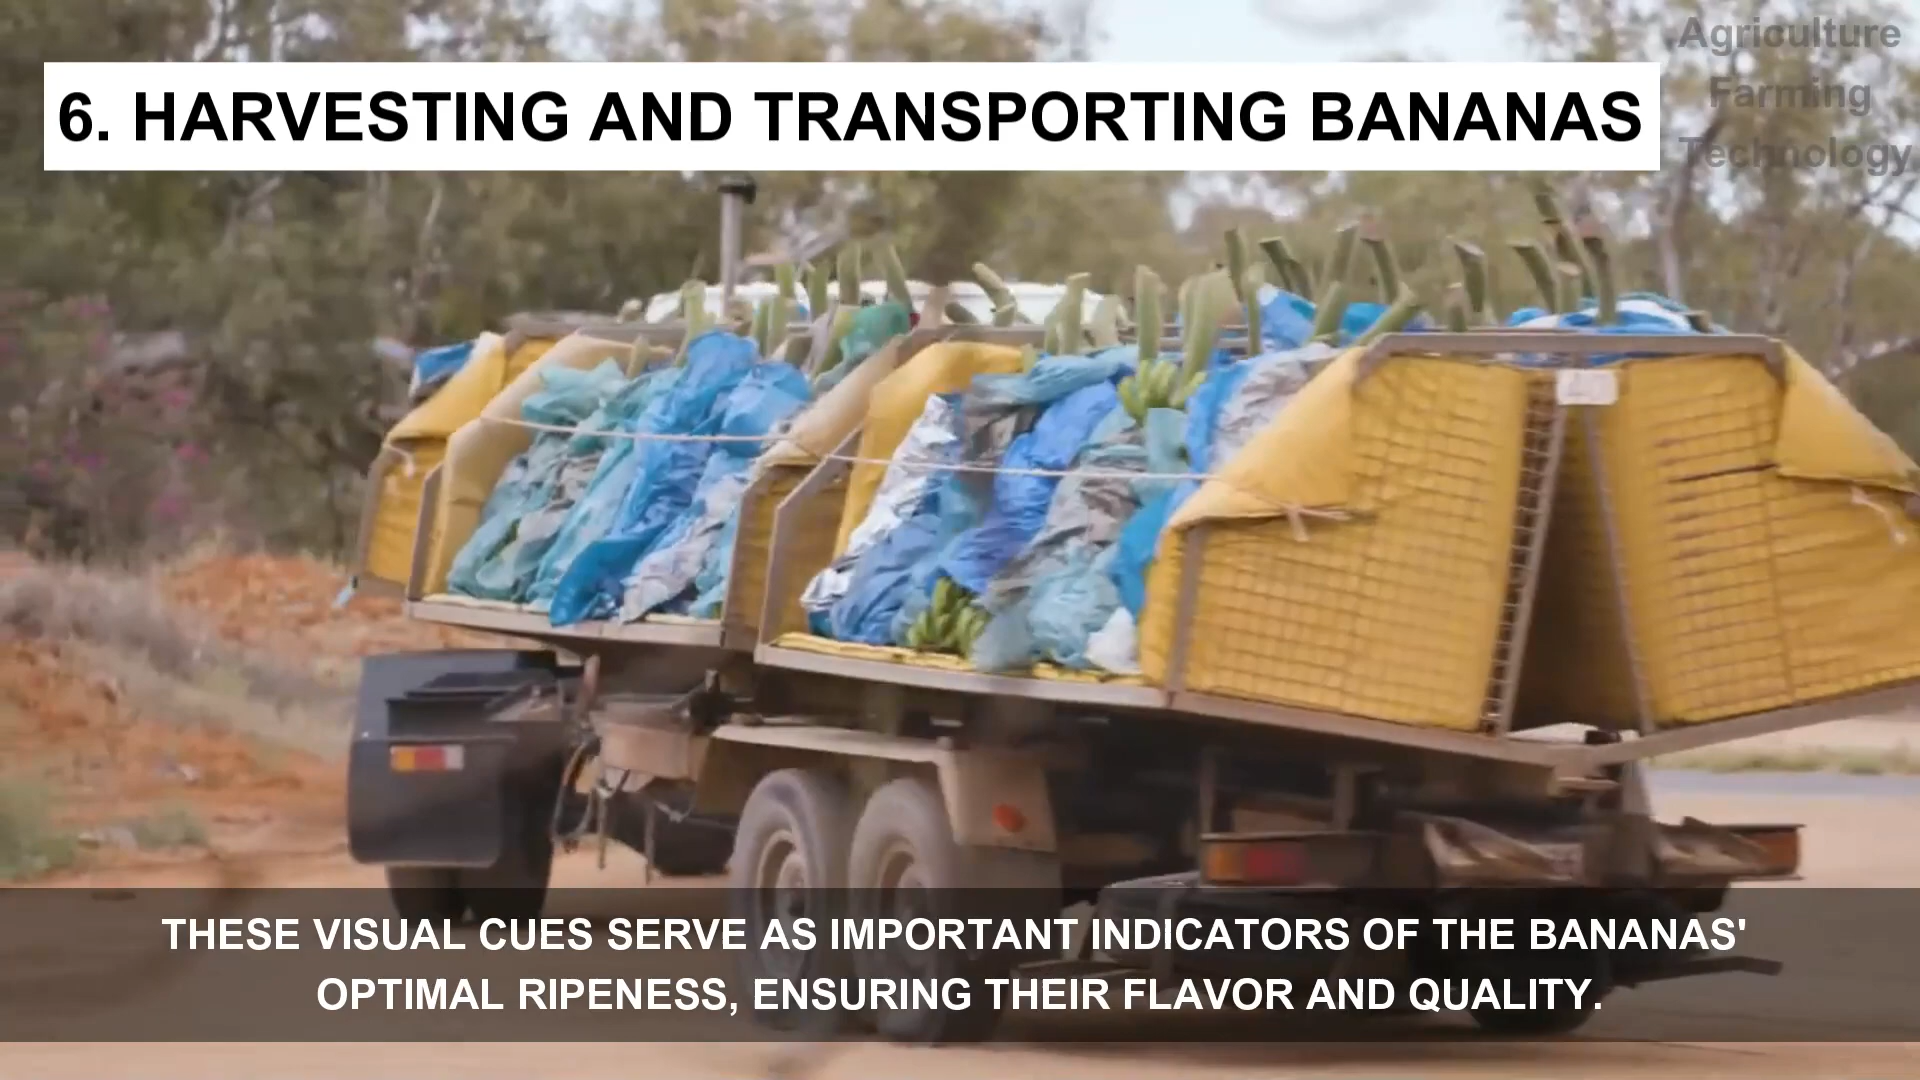 6. HARVESTING AND TRANSPORTING BANANAS
Agriculture
Farming
Technology
THESE VISUAL CUES SERVE AS IMPORTANT INDICATORS OF THE BANANAS'
OPTIMAL RIPENESS, ENSURING THEIR FLAVOR AND QUALITY.